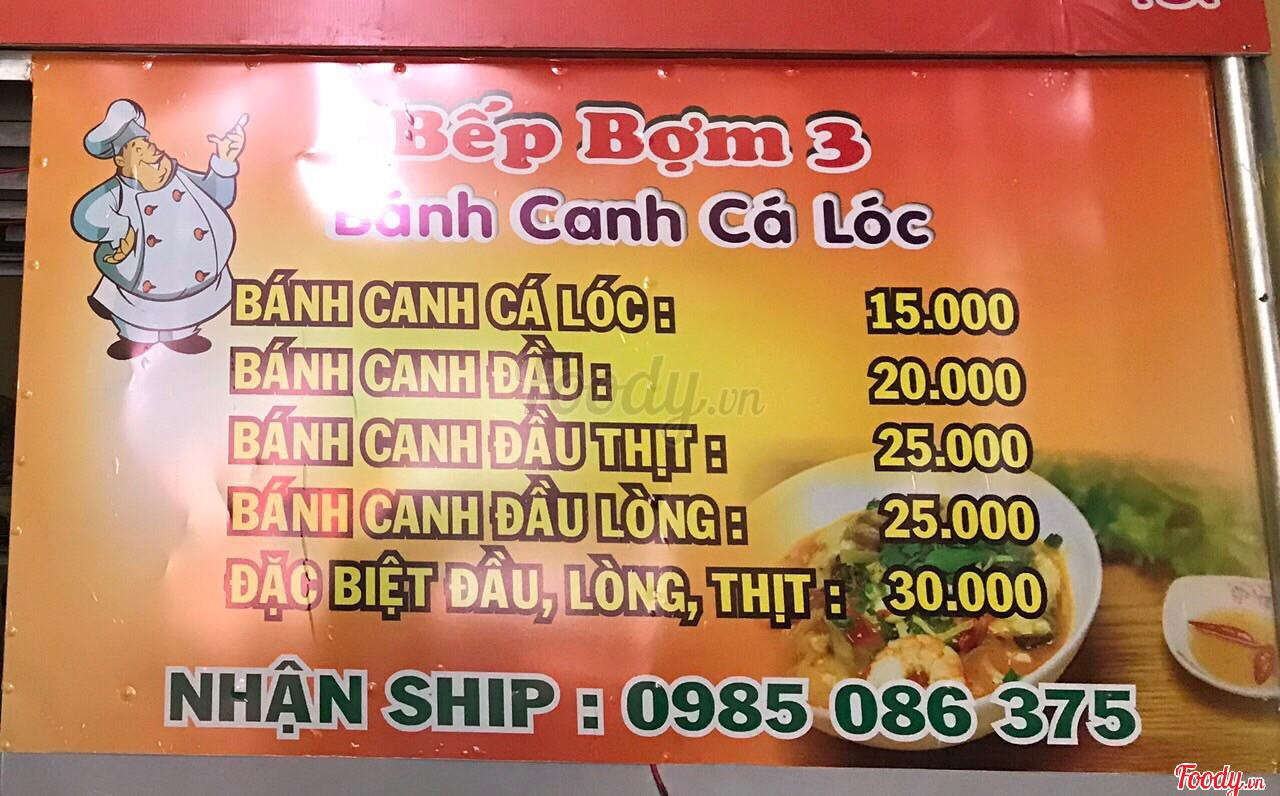 Bếp Bợm 3
Bánh Canh Cá Lóc
BÁNH CANH CÁ LÓC : 15.000
BÁNH CANH ĐẦU : 20.000
BÁNH CANH ĐẦU THỊT : 25.000
BÁNH CANH ĐẦU LÒNG : 25.000
ĐẶC BIỆT ĐẦU, LÒNG, THỊT : 30.000
NHẬN SHIP : 0985 086 375
foody.vn
Foody.vn